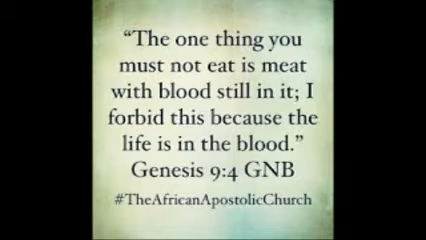 “The one thing you
must not eat is meat
with blood still in it; I
forbid this because the
life is in the blood.”
Genesis 9:4 GNB
#TheAfricanApostolicChurch